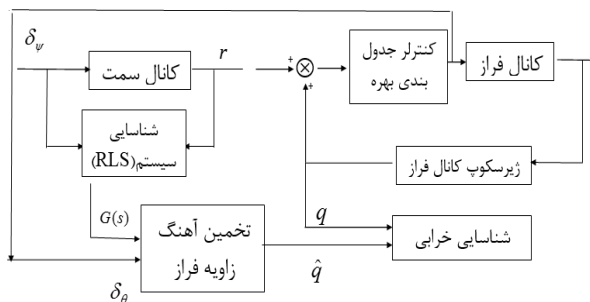 δψ
کانال سمت
r
+
+
کنترلر جدول
بندی بهره
کانال فراز
شناسایی
سیستم(RLS)
ژیرسکوپ کانال فراز
G(s)
تخمین آهنگ
زاویه فراز
q
شناسایی خرابی
q̂
δθ